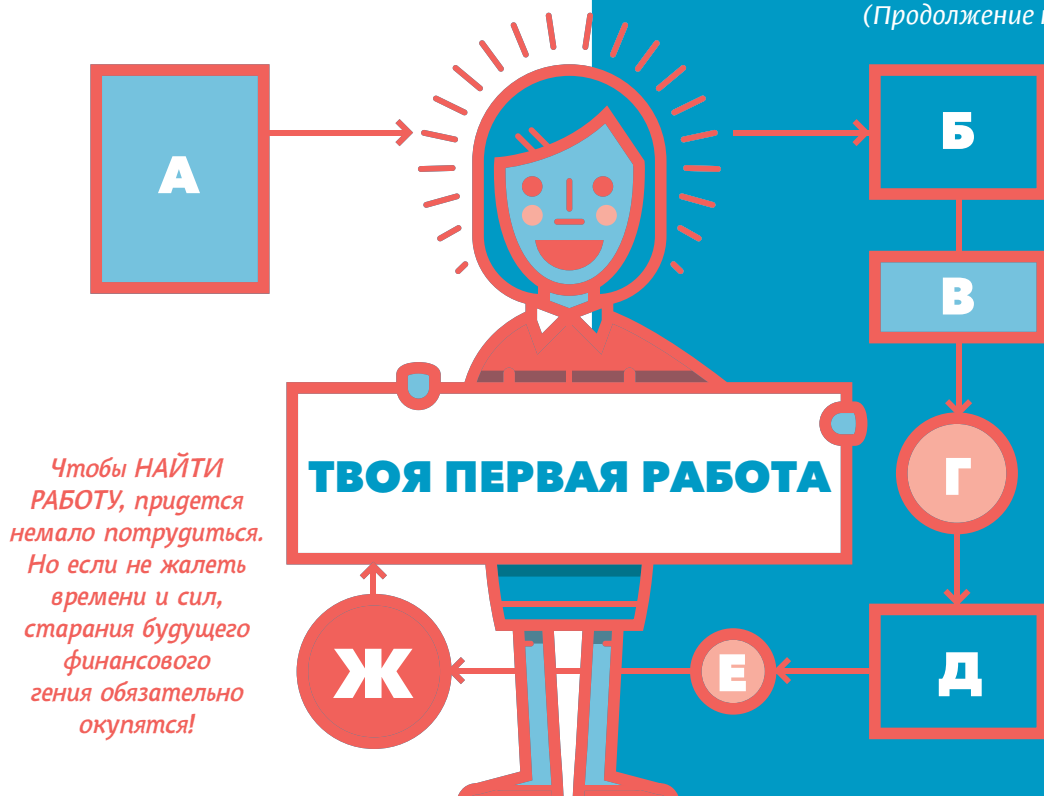 (Продолжение
А
Б
В
Г
ТВОЯ ПЕРВАЯ РАБОТА
Чтобы НАЙТИ
РАБОТУ, придется
немало потрудиться.
Но если не жалеть
времени и сил,
старания будущего
финансового
гения обязательно
окупятся!
Ж
Е
Д